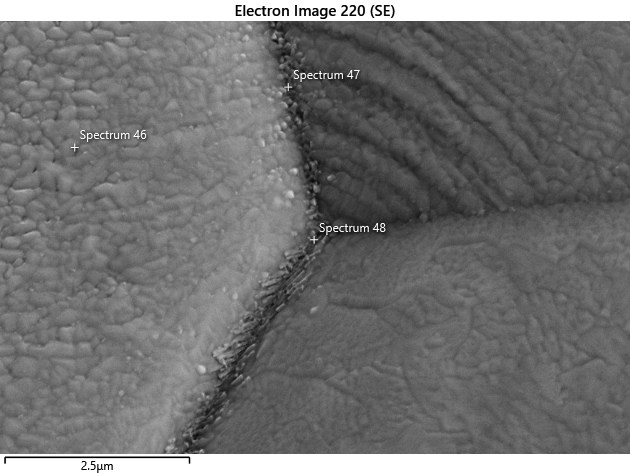 Electron Image 220 (SE)
Spectrum 47
Spectrum 46
Spectrum 48
2.5µm